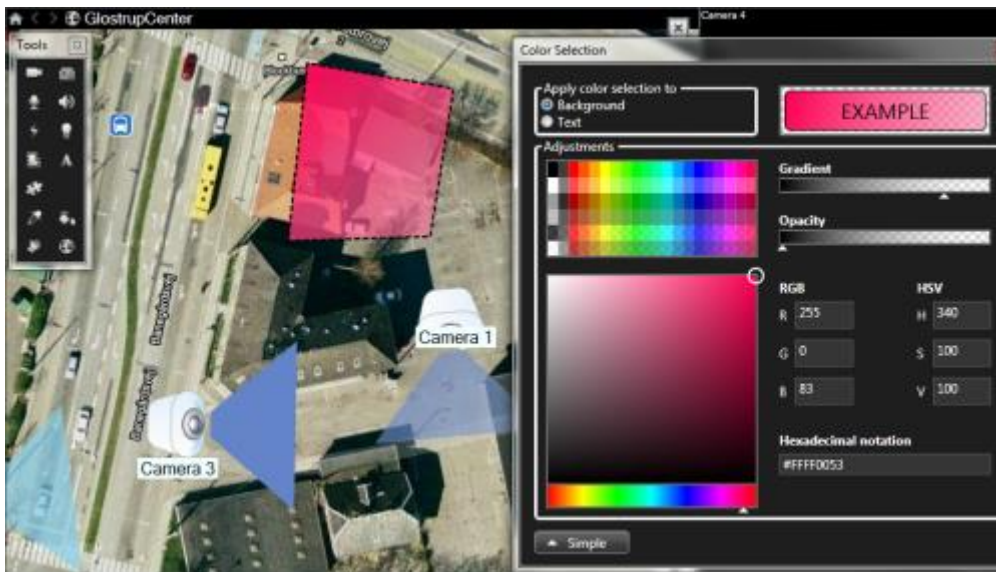 GlostrupCenter
Camera 4
Tools
Color Selection
Apply color selection to
Background
Text
EXAMPLE
Adjustments
Gradient
Opacity
RGB
HSV
R 255
H 340
G 0
S 100
B 83
V 100
Hexadecimal notation
#FFFF0053
Simple
A
Camera 1
Camera 3